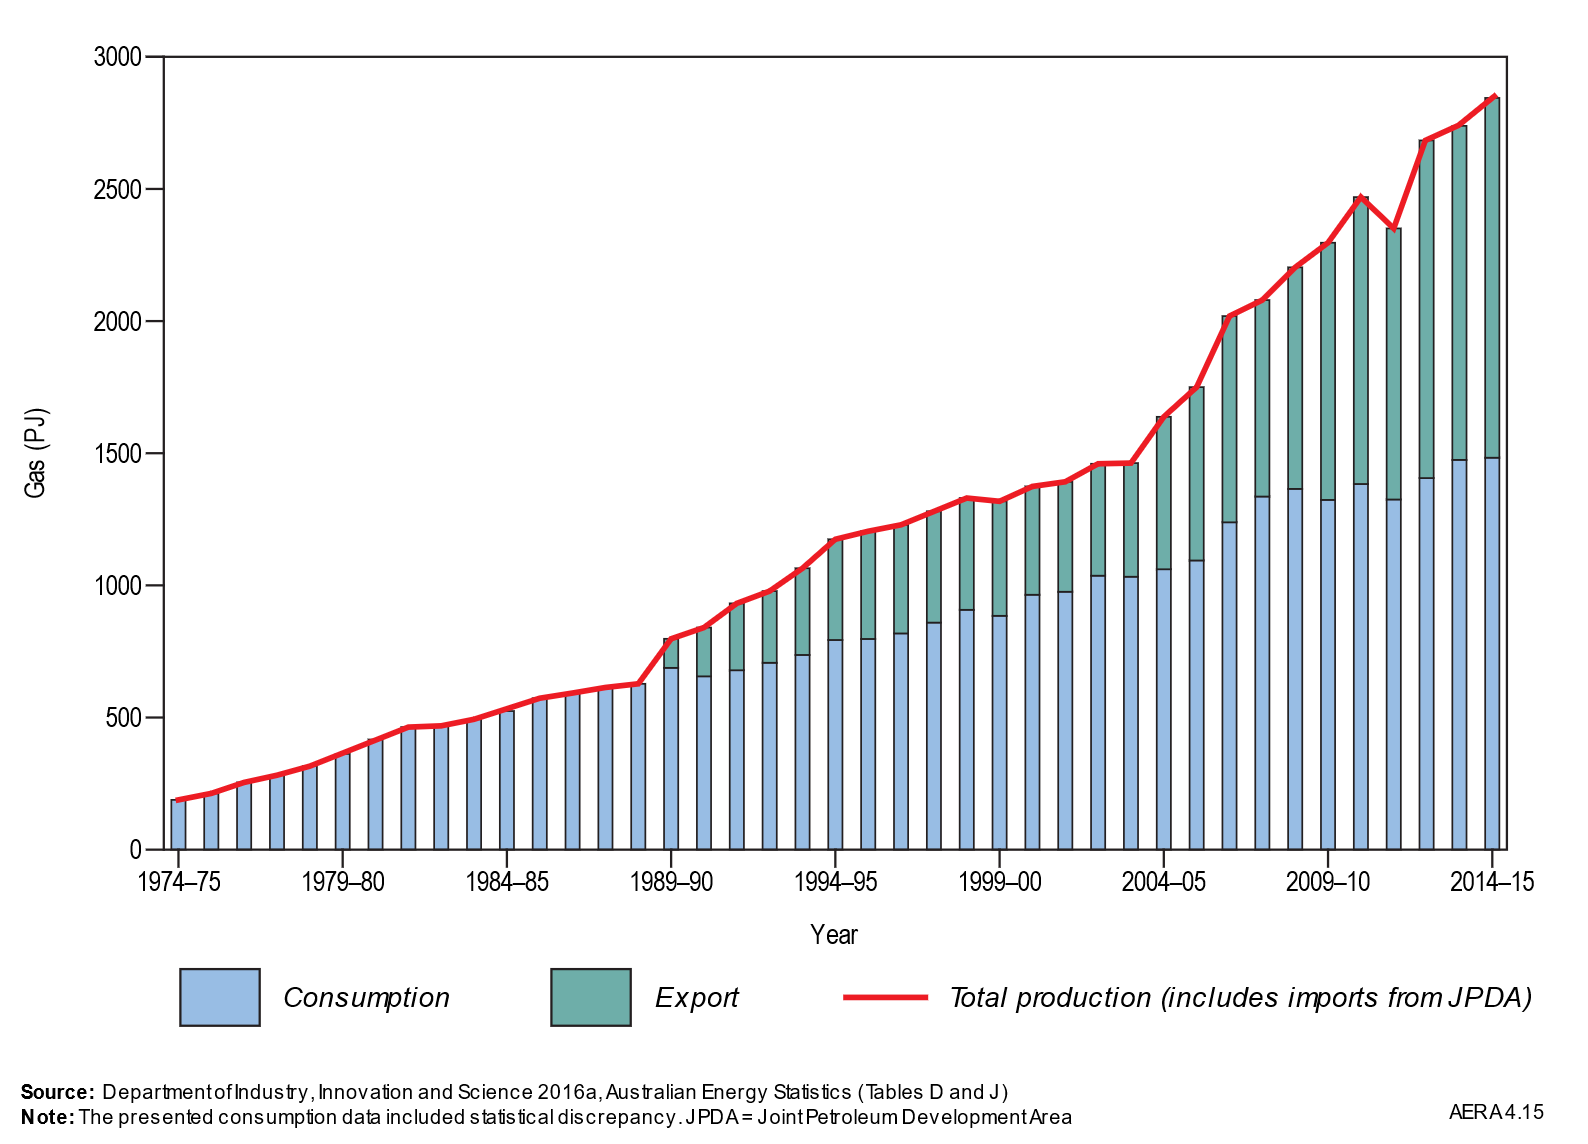 3000
2500
2000
1500
1000
500
0
Gas (PJ)
1974–75 1979–80 1984–85 1989–90 1994–95 1999–00 2004–05 2009–10 2014–15
Year
Consumption Export Total production (includes imports from JPDA)
Source: Department of Industry, Innovation and Science 2016a, Australian Energy Statistics (Tables D and J)
Note: The presented consumption data included statistical discrepancy. JPDA = Joint Petroleum Development Area
AERA 4.15